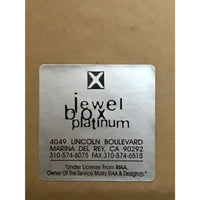 X
jewel
box
platinum
4049 LINCOLN BOULEVARD
MARINA DEL REY, CA 90292
310-574-6075 FAX:310-574-6515
"Under License From RIAA,
Owner Of The Service Marks RIAA & Designs"